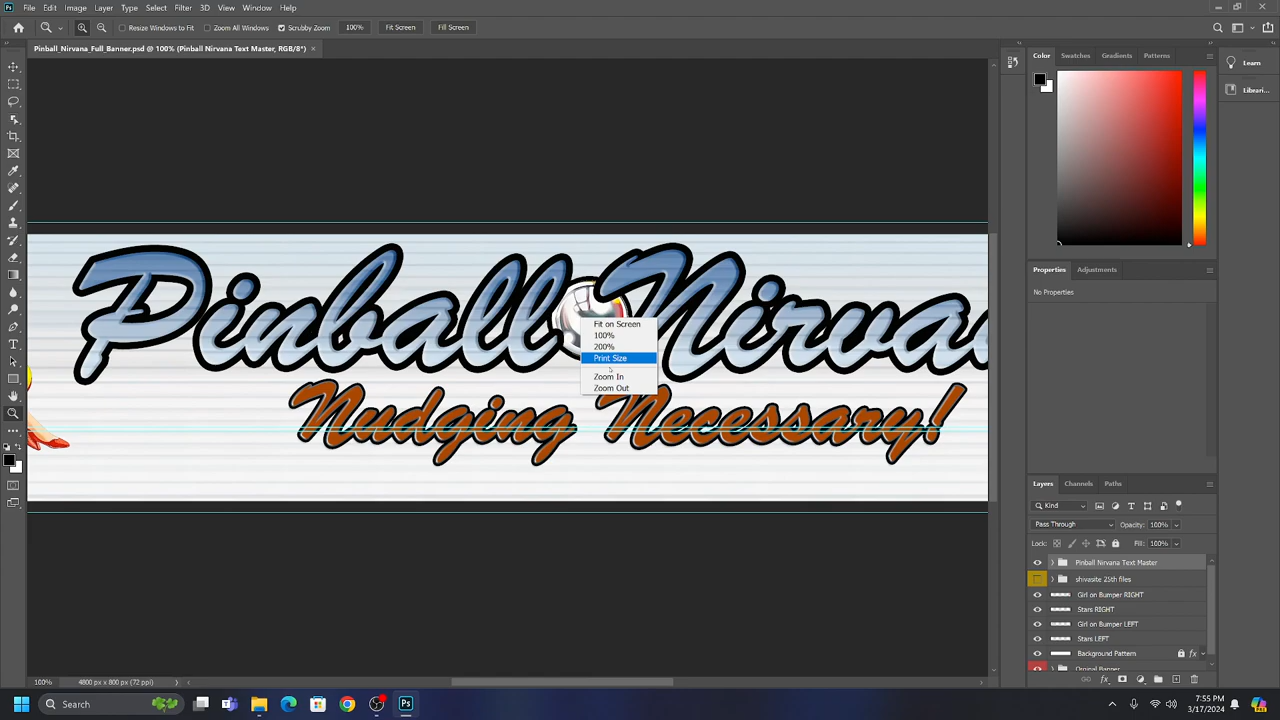 File Edit Image Layer Type Select Filter 3D View Window Help
Resize Windows to Fit Zoom All Windows Scrubby Zoom 100% Fit Screen Fill Screen
Pinball_Nirvana_Full_Banner.psd @ 100% (Pinball Nirvana Text Master, RGB/8*) ×
Color Swatches Gradients Patterns
Learn
Librari...
Properties Adjustments
No Properties
Pinball Nirva
Nudging Necessary!
Fit on Screen
100%
200%
Print Size
Zoom In
Zoom Out
Layers Channels Paths
Kind
Pass Through Opacity: 100%
Lock: Fill: 100%
Pinball Nirvana Text Master
shivasite 25th files
Girl on Bumper RIGHT
Stars RIGHT
Girl on Bumper LEFT
Stars LEFT
Background Pattern fx
Orginal Banner
100% 4800 px x 800 px (72 ppi)
Search
Ps
7:55 PM
3/17/2024